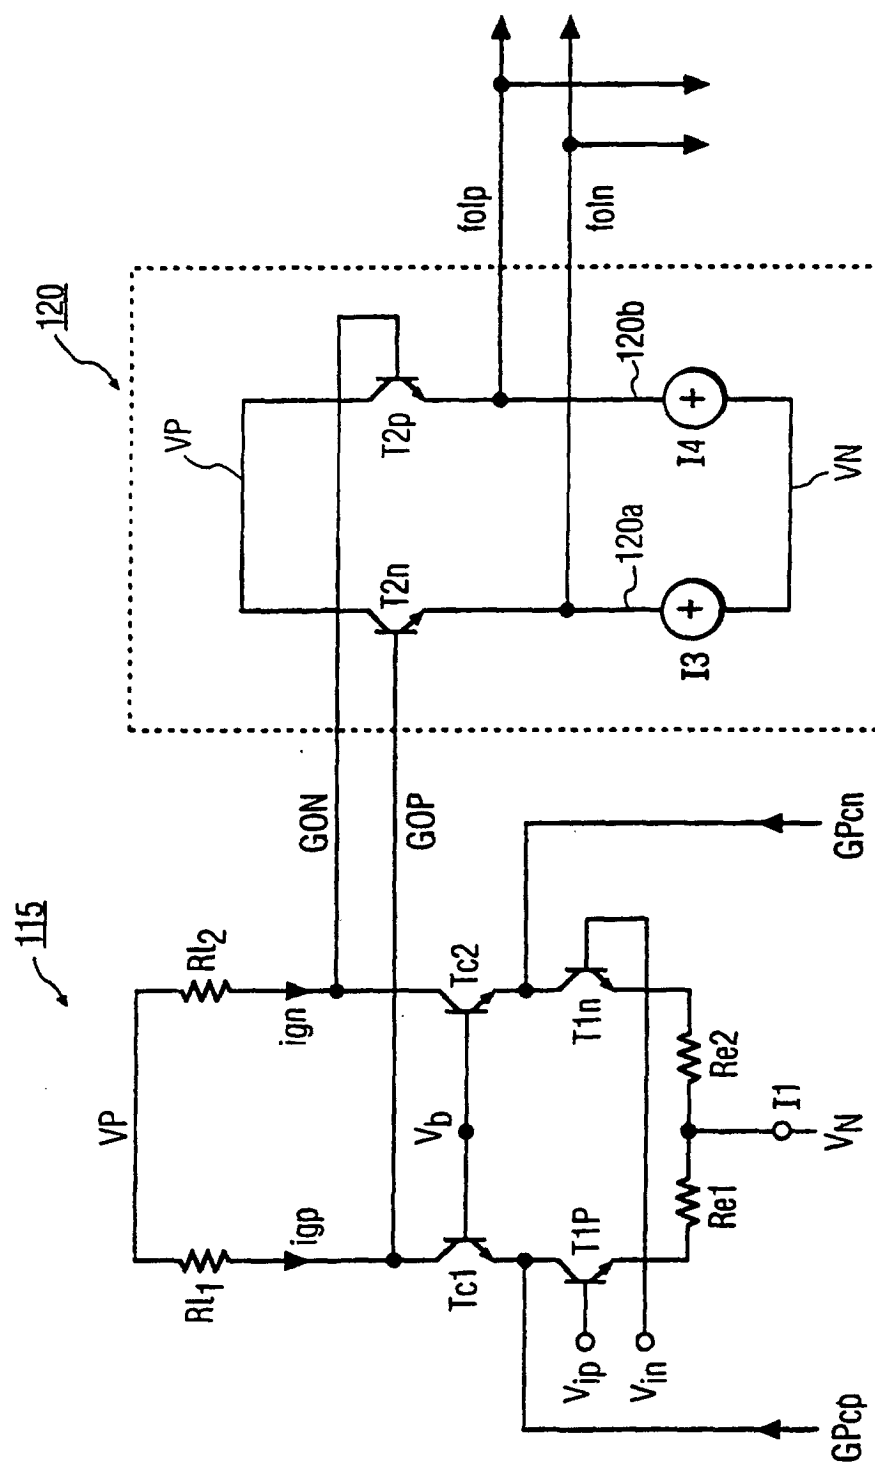 115
VP
Rl1
Rl2
igp
ign
GON
GOP
Vb
Tc1
Tc2
T1P
T1n
Vip
Vin
Re1
Re2
I1
VN
GPcp
GPcn
120
VP
T2n
T2p
folp
foln
120a
120b
I3
I4
VN